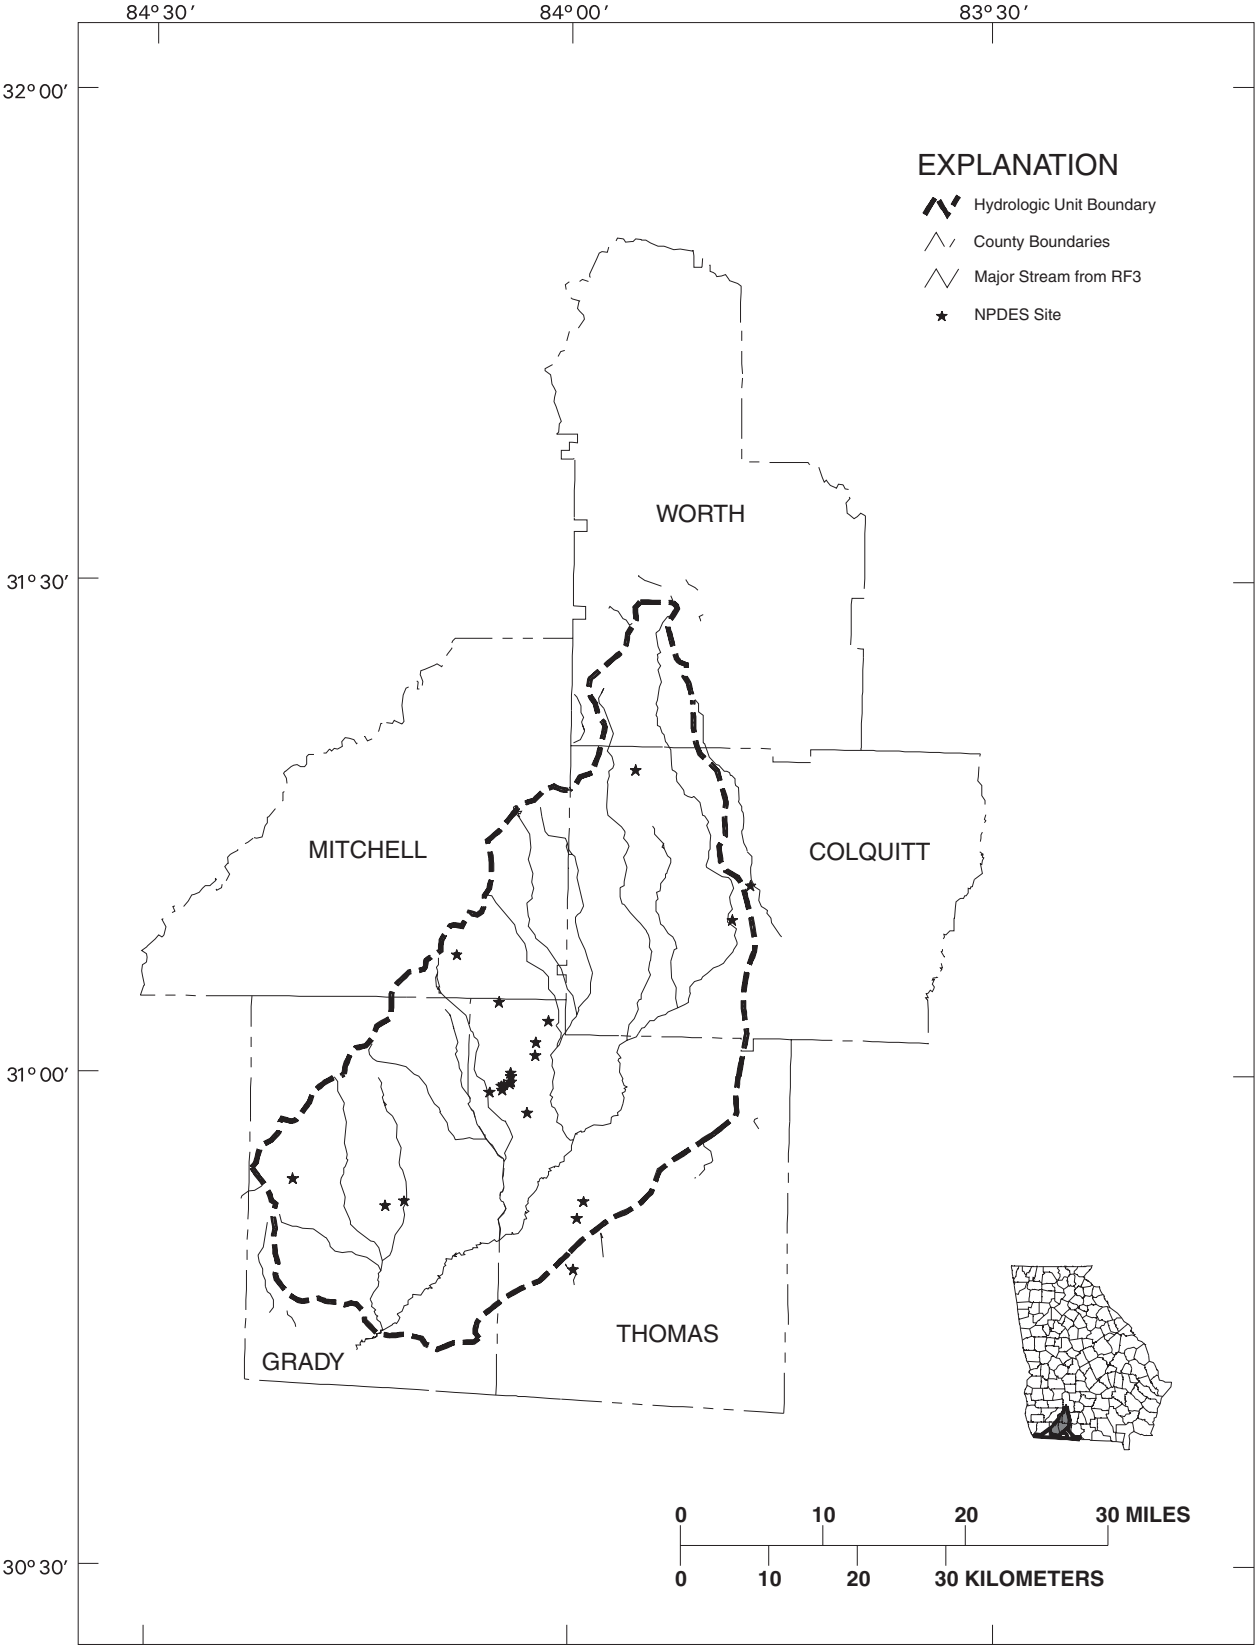 84° 30′ 84° 00′ 83° 30′
32° 00′
EXPLANATION
Hydrologic Unit Boundary
County Boundaries
Major Stream from RF3
NPDES Site
WORTH
31° 30′
MITCHELL
COLQUITT
31° 00′
THOMAS
GRADY
0 10 20 30 MILES
30° 30′
0 10 20 30 KILOMETERS